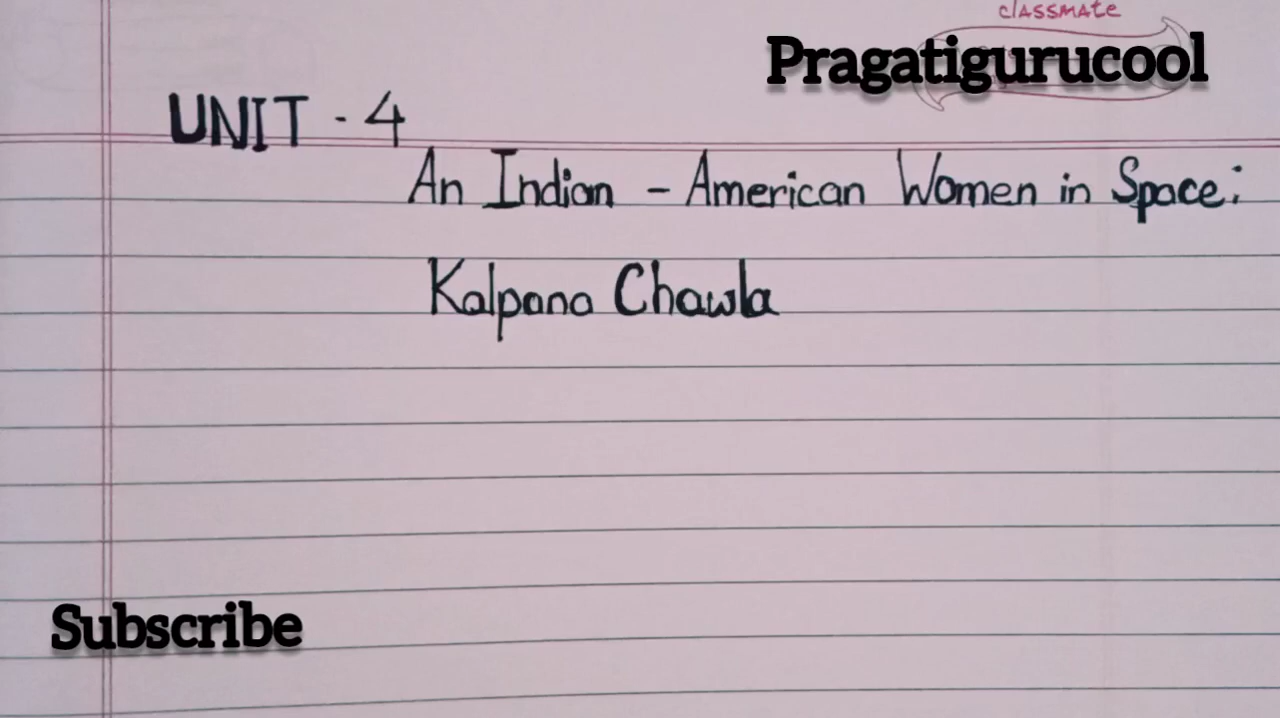 classmate
Pragatigurucool
UNIT - 4
An Indian - American Women in Space:
Kalpana Chawla
Subscribe